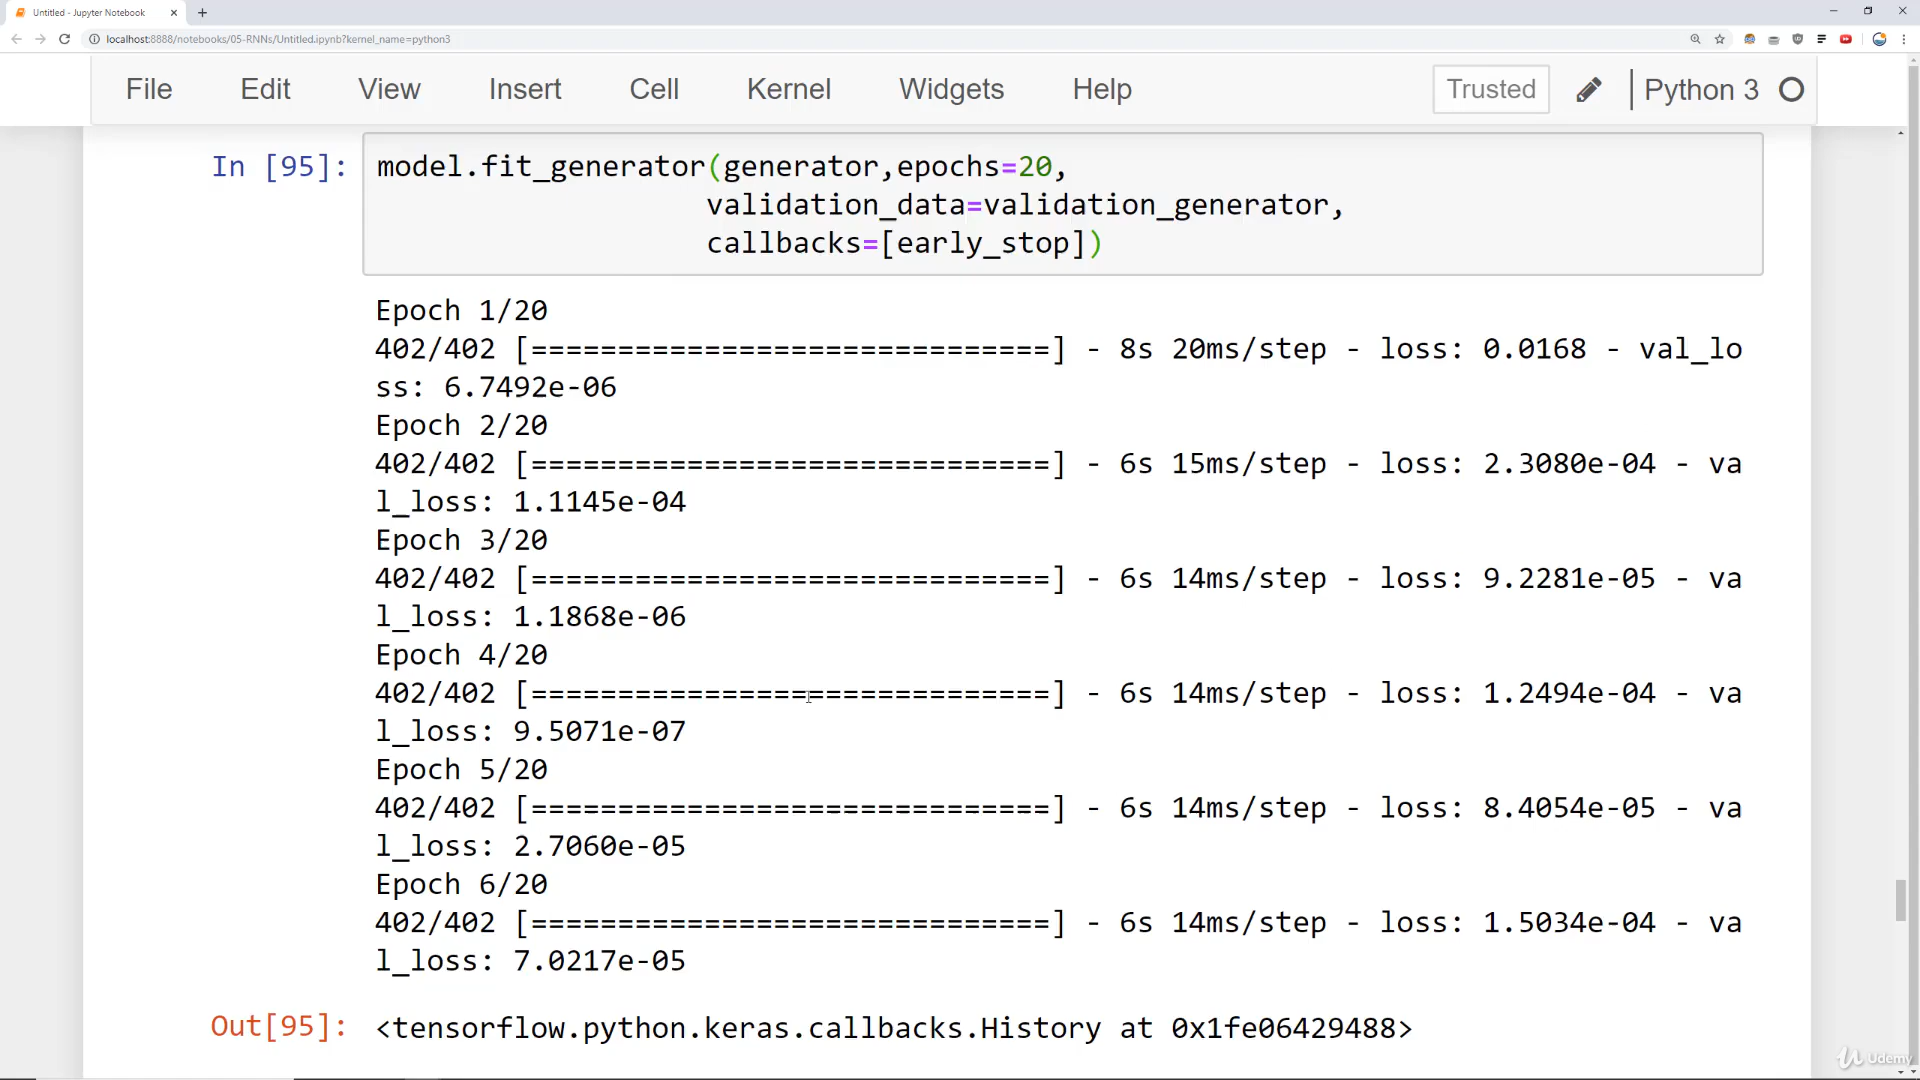 Untitled - Jupyter Notebook
localhost:8888/notebooks/05-RNNs/Untitled.ipynb?kernel_name=python3
File Edit View Insert Cell Kernel Widgets Help Trusted Python 3
In [95]: model.fit_generator(generator,epochs=20,
validation_data=validation_generator,
callbacks=[early_stop])
Epoch 1/20
402/402 [==============================] - 8s 20ms/step - loss: 0.0168 - val_lo
ss: 6.7492e-06
Epoch 2/20
402/402 [==============================] - 6s 15ms/step - loss: 2.3080e-04 - va
l_loss: 1.1145e-04
Epoch 3/20
402/402 [==============================] - 6s 14ms/step - loss: 9.2281e-05 - va
l_loss: 1.1868e-06
Epoch 4/20
402/402 [==============================] - 6s 14ms/step - loss: 1.2494e-04 - va
l_loss: 9.5071e-07
Epoch 5/20
402/402 [==============================] - 6s 14ms/step - loss: 8.4054e-05 - va
l_loss: 2.7060e-05
Epoch 6/20
402/402 [==============================] - 6s 14ms/step - loss: 1.5034e-04 - va
l_loss: 7.0217e-05
Out[95]: <tensorflow.python.keras.callbacks.History at 0x1fe06429488>
Udemy